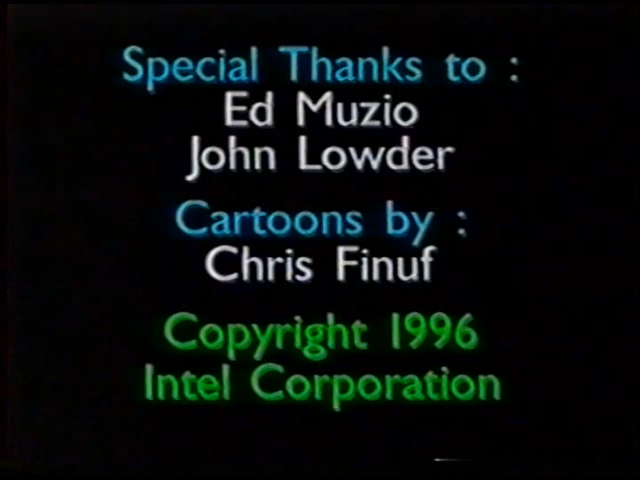 Special Thanks to :
Ed Muzio
John Lowder
Cartoons by :
Chris Finuf
Copyright 1996
Intel Corporation